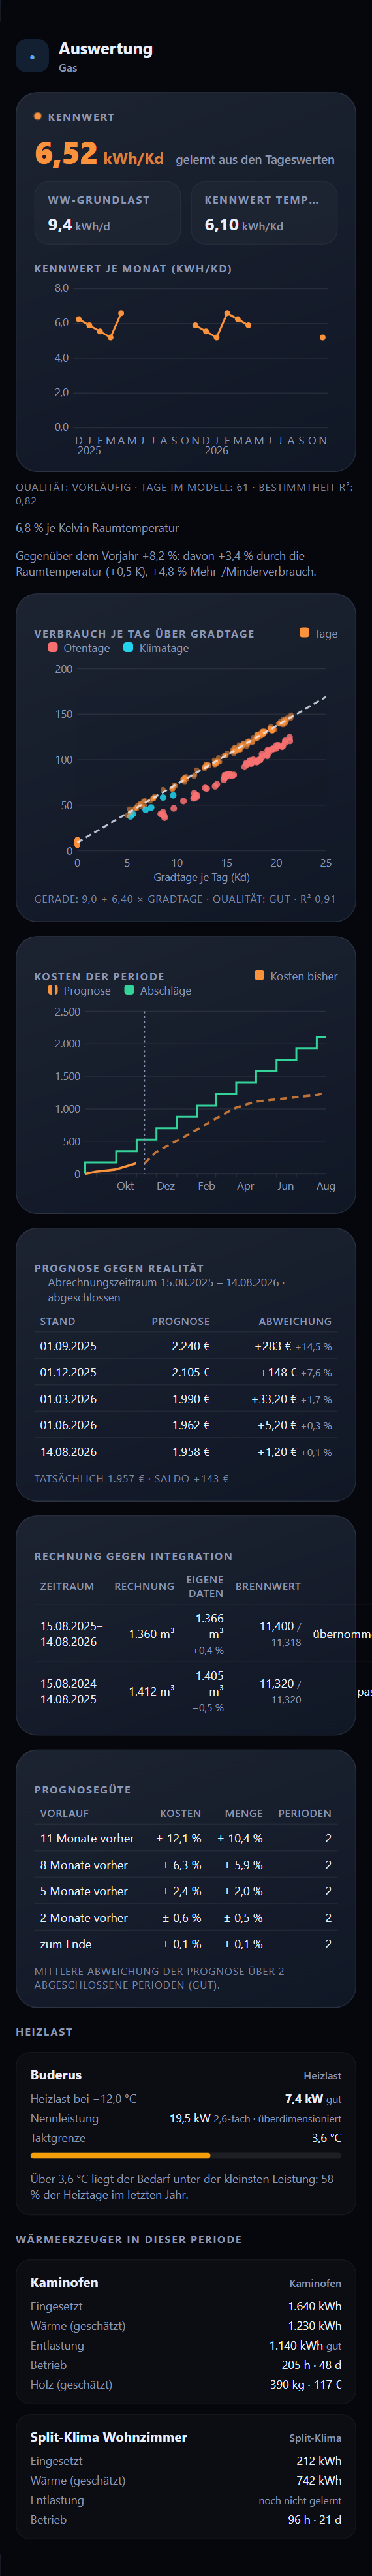 Auswertung
Gas
KENNWERT
6,52 kWh/Kd gelernt aus den Tageswerten
WW-GRUNDLAST
9,4 kWh/d
KENNWERT TEMP...
6,10 kWh/Kd
KENNWERT JE MONAT (KWH/KD)
8,0
6,0
4,0
2,0
0,0
D J F M A M J J A S O N D J F M A M J J A S O N
2025 2026
QUALITÄT: VORLÄUFIG · TAGE IM MODELL: 61 · BESTIMMTHEIT R²:
0,82
6,8 % je Kelvin Raumtemperatur
Gegenüber dem Vorjahr +8,2 %: davon +3,4 % durch die
Raumtemperatur (+0,5 K), +4,8 % Mehr-/Minderverbrauch.
VERBRAUCH JE TAG ÜBER GRADTAGE Tage
Ofentage Klimatage
200
150
100
50
0
0 5 10 15 20 25
Gradtage je Tag (Kd)
GERADE: 9,0 + 6,40 × GRADTAGE · QUALITÄT: GUT · R² 0,91
KOSTEN DER PERIODE Kosten bisher
Prognose Abschläge
2.500
2.000
1.500
1.000
500
0
Okt Dez Feb Apr Jun Aug
PROGNOSE GEGEN REALITÄT
Abrechnungszeitraum 15.08.2025 – 14.08.2026 ·
abgeschlossen
STAND PROGNOSE ABWEICHUNG
01.09.2025 2.240 € +283 € +14,5 %
01.12.2025 2.105 € +148 € +7,6 %
01.03.2026 1.990 € +33,20 € +1,7 %
01.06.2026 1.962 € +5,20 € +0,3 %
14.08.2026 1.958 € +1,20 € +0,1 %
TATSÄCHLICH 1.957 € · SALDO +143 €
RECHNUNG GEGEN INTEGRATION
ZEITRAUM RECHNUNG EIGENE DATEN BRENNWERT
15.08.2025–
14.08.2026
1.360 m³
1.366
m³
+0,4 %
11,400 /
11,318
übernomm
15.08.2024–
14.08.2025
1.412 m³
1.405
m³
−0,5 %
11,320 /
11,320
pas
PROGNOSEGÜTE
VORLAUF KOSTEN MENGE PERIODEN
11 Monate vorher ± 12,1 % ± 10,4 % 2
8 Monate vorher ± 6,3 % ± 5,9 % 2
5 Monate vorher ± 2,4 % ± 2,0 % 2
2 Monate vorher ± 0,6 % ± 0,5 % 2
zum Ende ± 0,1 % ± 0,1 % 2
MITTLERE ABWEICHUNG DER PROGNOSE ÜBER 2
ABGESCHLOSSENE PERIODEN (GUT).
HEIZLAST
Buderus Heizlast
Heizlast bei −12,0 °C 7,4 kW gut
Nennleistung 19,5 kW 2,6-fach · überdimensioniert
Taktgrenze 3,6 °C
Über 3,6 °C liegt der Bedarf unter der kleinsten Leistung: 58
% der Heiztage im letzten Jahr.
WÄRMEERZEUGER IN DIESER PERIODE
Kaminofen Kaminofen
Eingesetzt 1.640 kWh
Wärme (geschätzt) 1.230 kWh
Entlastung 1.140 kWh gut
Betrieb 205 h · 48 d
Holz (geschätzt) 390 kg · 117 €
Split-Klima Wohnzimmer Split-Klima
Eingesetzt 212 kWh
Wärme (geschätzt) 742 kWh
Entlastung noch nicht gelernt
Betrieb 96 h · 21 d